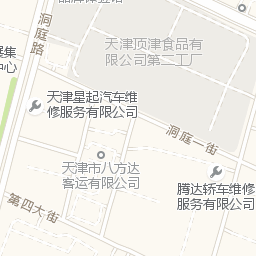 洞庭路
天津顶津食品有
限公司第二工厂
展集
中心
天津星起汽车维
修服务有限公司
洞庭一街
天津市八方达
客运有限公司
腾达轿车维修
服务有限公司
第四大街